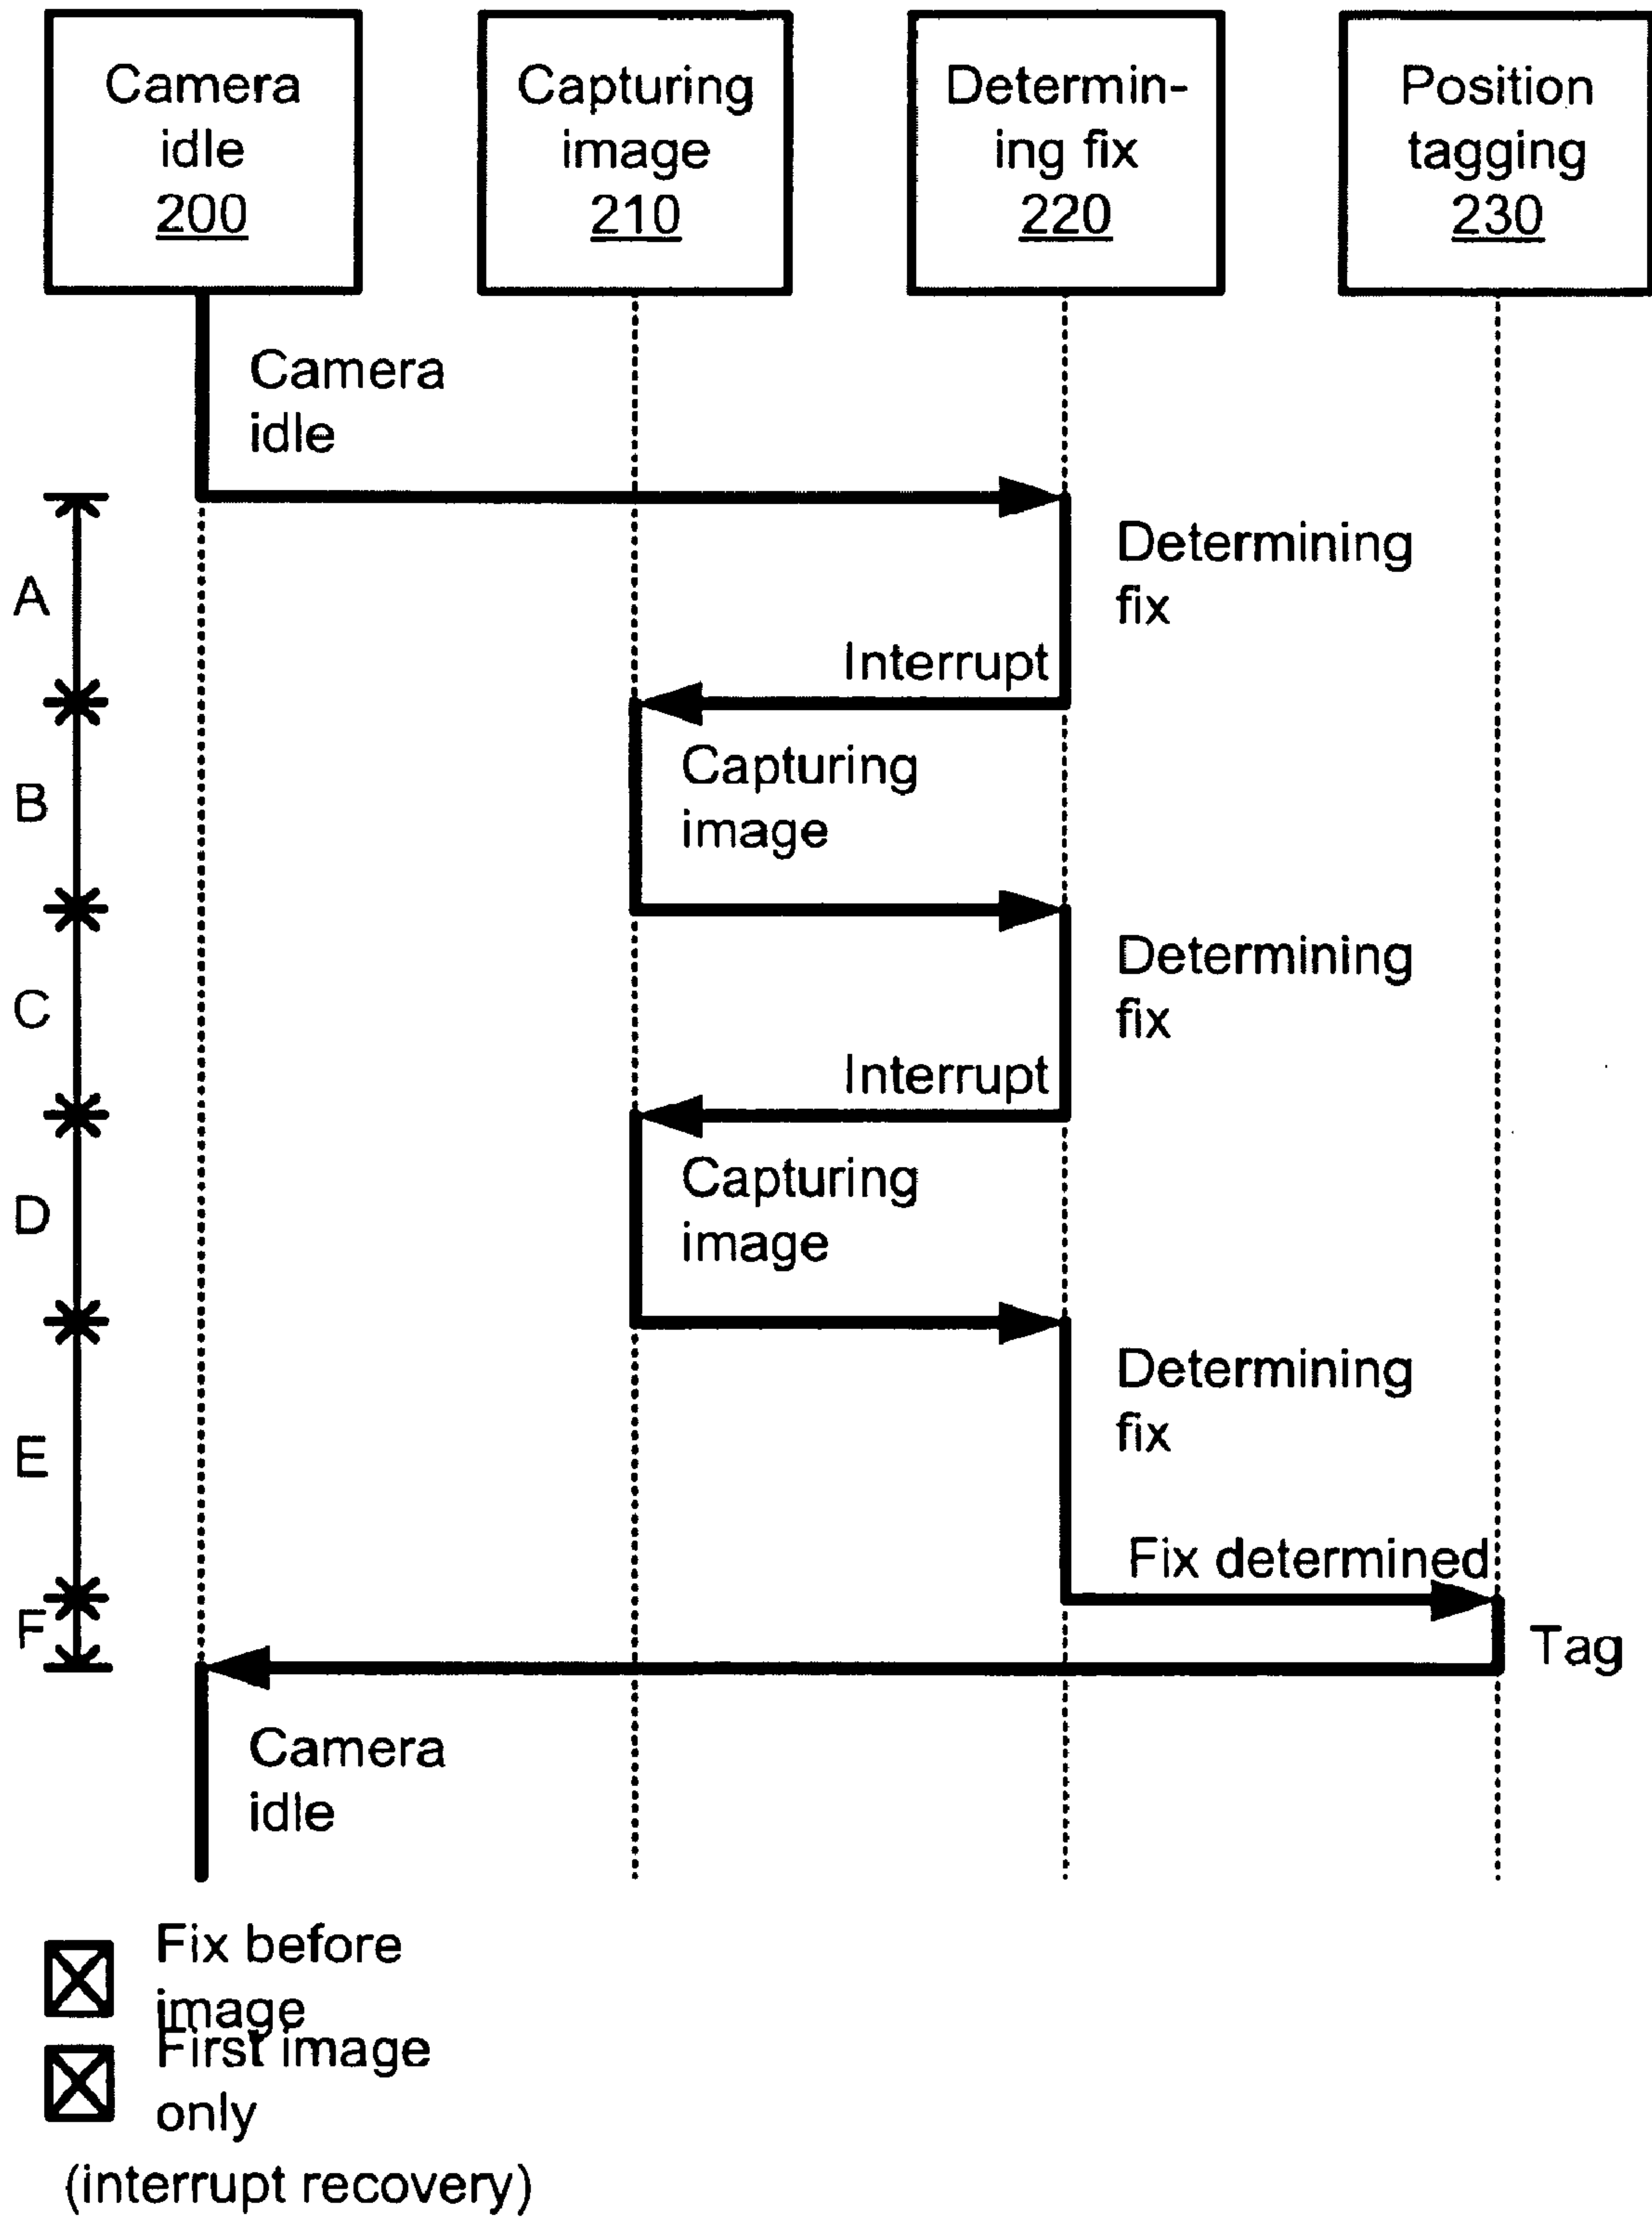 Camera
idle
200
Capturing
image
210
Determin-
ing fix
220
Position
tagging
230
Camera
idle
Determining
fix
A
Interrupt
Capturing
image
B
Determining
fix
C
Interrupt
Capturing
image
D
Determining
fix
E
Fix determined
F
Tag
Camera
idle
Fix before
image
First image
only
(interrupt recovery)